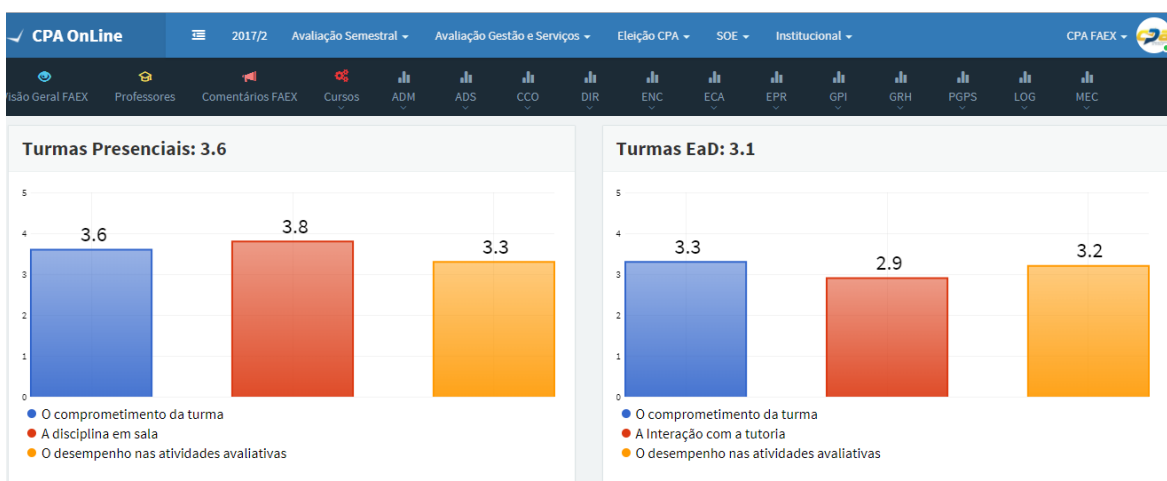 CPA OnLine 2017/2 Avaliação Semestral Avaliação Gestão e Serviços Eleição CPA SOE Institucional CPA FAEX
Geral FAEX Professores Comentários FAEX Cursos ADM ADS CCO DIR ENC ECA EPR GPI GRH PGPS LOG MEC
Turmas Presenciais: 3.6
5
4
3
2
1
0
3.6
3.8
3.3
O comprometimento da turma
A disciplina em sala
O desempenho nas atividades avaliativas
Turmas EaD: 3.1
5
4
3
2
1
0
3.3
2.9
3.2
O comprometimento da turma
A Interação com a tutoria
O desempenho nas atividades avaliativas